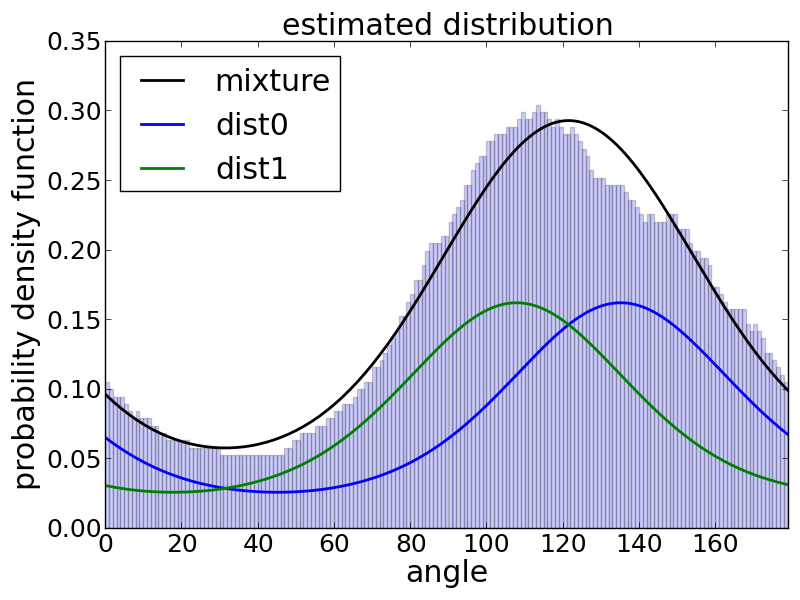 estimated distribution
mixture
dist0
dist1
probability density function
0.35
0.30
0.25
0.20
0.15
0.10
0.05
0.00
0 20 40 60 80 100 120 140 160
angle